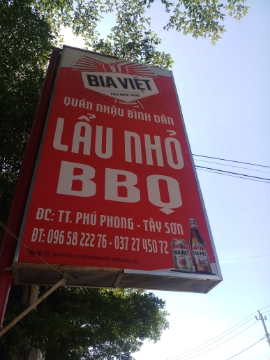 BIA VIỆT
QUÁN NHẬU BÌNH DÂN
LẨU NHỎ
BBQ
ĐC: TT. PHÚ PHONG - TÂY SƠN
ĐT: 096 58 222 76 - 037 27 450 72